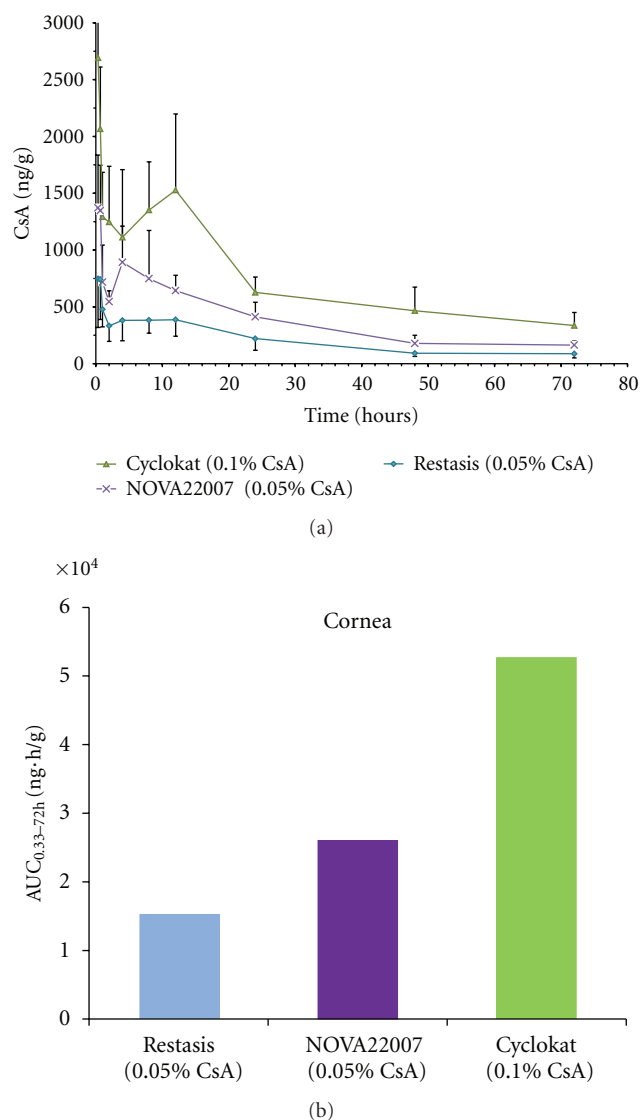 3000
2500
2000
1500
1000
500
0
CsA (ng/g)
0 10 20 30 40 50 60 70 80
Time (hours)
Cyclokat (0.1% CsA)
Restasis (0.05% CsA)
NOVA22007 (0.05% CsA)
(a)
×10⁴
6
5
4
3
2
1
0
Cornea
AUC₀.₃₃₋₇₂ₕ (ng·h/g)
Restasis
(0.05% CsA)
NOVA22007
(0.05% CsA)
Cyclokat
(0.1% CsA)
(b)